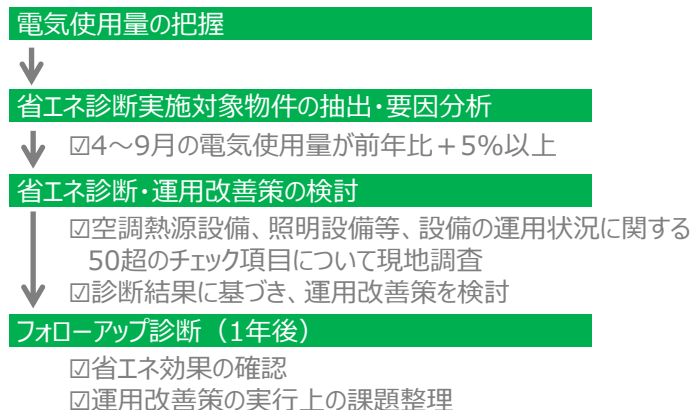 電気使用量の把握
省エネ診断実施対象物件の抽出・要因分析
☑4～9月の電気使用量が前年比＋5%以上
省エネ診断・運用改善策の検討
☑空調熱源設備、照明設備等、設備の運用状況に関する
50超のチェック項目について現地調査
☑診断結果に基づき、運用改善策を検討
フォローアップ診断（1年後）
☑省エネ効果の確認
☑運用改善策の実行上の課題整理